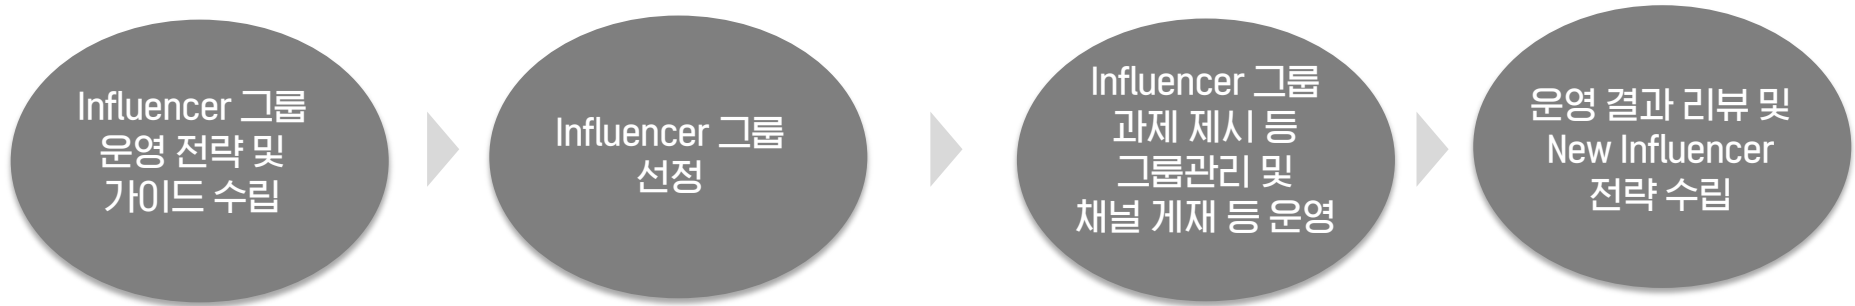 Influencer 그룹
운영 전략 및
가이드 수립
Influencer 그룹
선정
Influencer 그룹
과제 제시 등
그룹관리 및
채널 게재 등 운영
운영 결과 리뷰 및
New Influencer
전략 수립